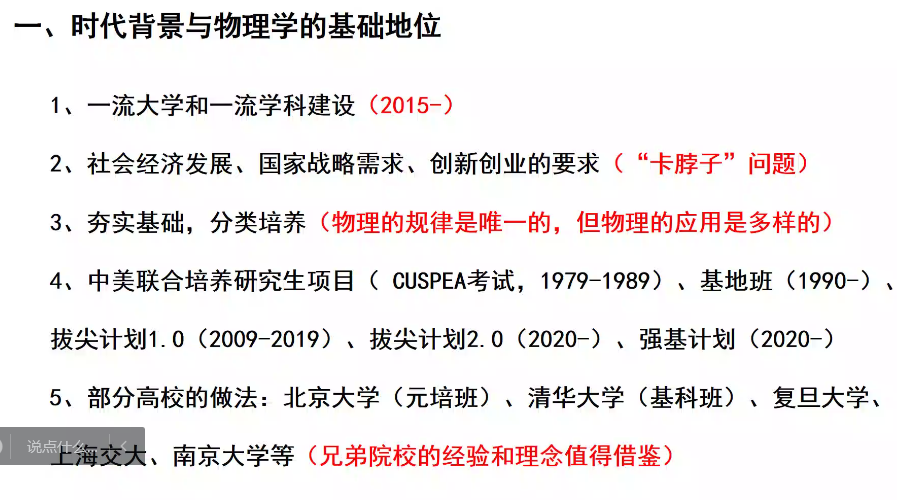 一、时代背景与物理学的基础地位
1、一流大学和一流学科建设（2015-）
2、社会经济发展、国家战略需求、创新创业的要求（“卡脖子”问题）
3、夯实基础，分类培养（物理的规律是唯一的，但物理的应用是多样的）
4、中美联合培养研究生项目（ CUSPEA考试，1979-1989）、基地班（1990-）、
拔尖计划1.0（2009-2019）、拔尖计划2.0（2020-）、强基计划（2020-）
5、部分高校的做法：北京大学（元培班）、清华大学（基科班）、复旦大学、
说点什么...
上海交大、南京大学等（兄弟院校的经验和理念值得借鉴）